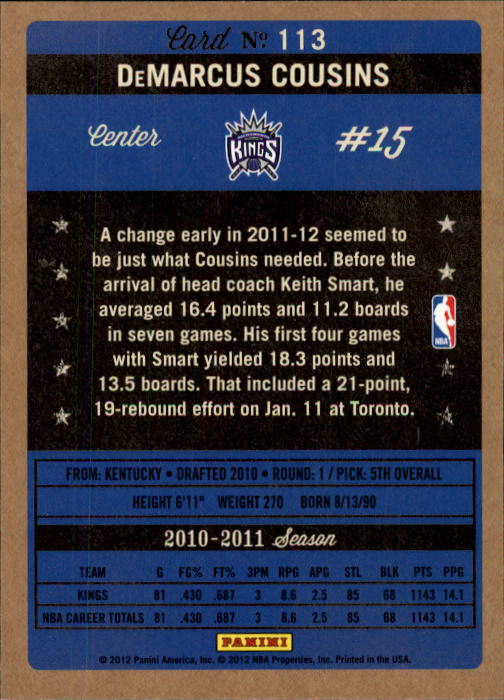 Card Nº 113
DeMARCUS COUSINS
Center
KINGS
#15
A change early in 2011-12 seemed to
be just what Cousins needed. Before the
arrival of head coach Keith Smart, he
averaged 16.4 points and 11.2 boards
in seven games. His first four games
with Smart yielded 18.3 points and
13.5 boards. That included a 21-point,
19-rebound effort on Jan. 11 at Toronto.
NBA
FROM: KENTUCKY • DRAFTED 2010 • ROUND: 1 / PICK: 5TH OVERALL
HEIGHT 6'11" WEIGHT 270 BORN 8/13/90
2010-2011 Season
TEAM G FG% FT% 3PM RPG APG STL BLK PTS PPG
KINGS 81 .430 .687 3 8.6 2.5 85 68 1143 14.1
NBA CAREER TOTALS 81 .430 .687 3 8.6 2.5 85 68 1143 14.1
PANINI
© 2012 Panini America, Inc. © 2012 NBA Properties, Inc. Printed in the USA.